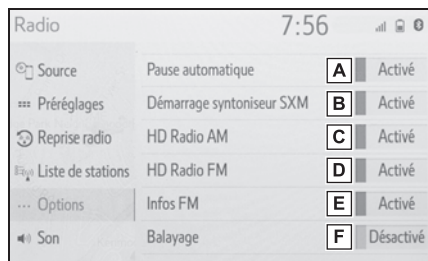 Radio 7:56
Source Pause automatique A Activé
Préréglages Démarrage syntoniseur SXM B Activé
Reprise radio HD Radio AM C Activé
Liste de stations HD Radio FM D Activé
Options Infos FM E Activé
Son Balayage F Désactivé